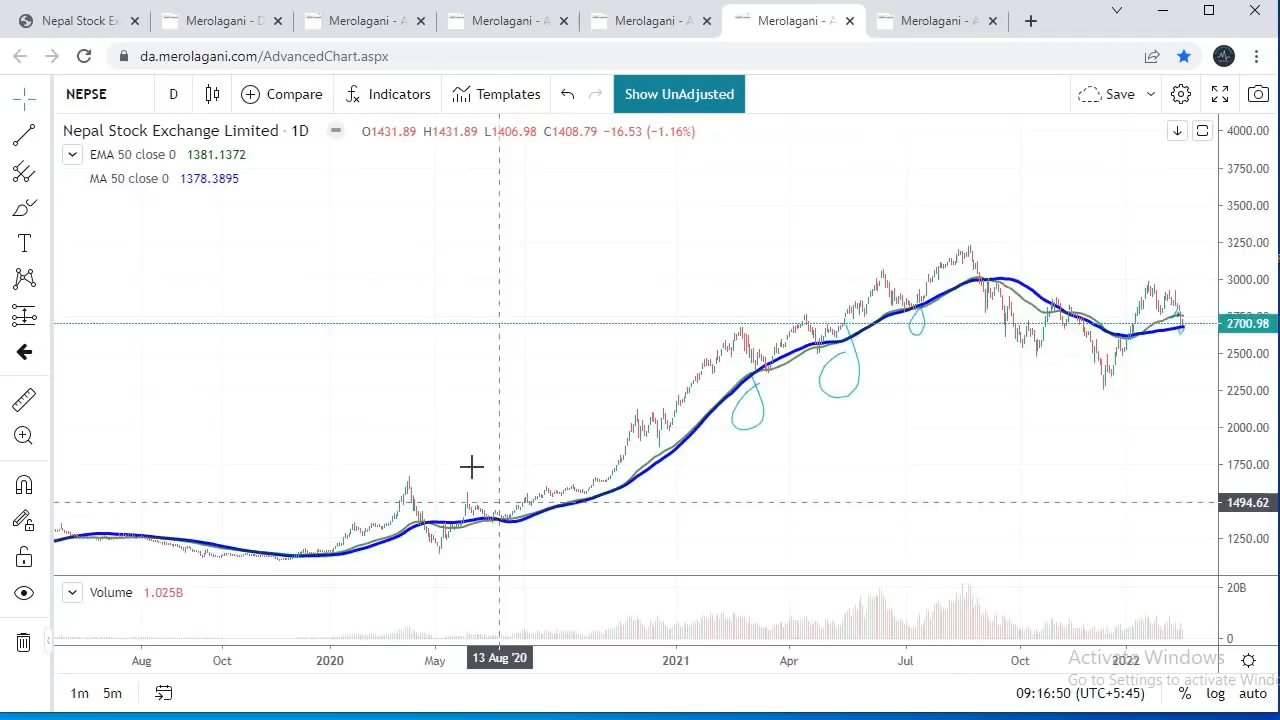 Nepali Stock Ex
Merolagani - D
Merolagani - A
Merolagani - A
Merolagani - A
Merolagani - A
Merolagani - A
da.merolagani.com/AdvancedChart.aspx
NEPSE D Compare Indicators Templates Show UnAdjusted Save
Nepal Stock Exchange Limited · 1D O1431.89 H1431.89 L1406.98 C1408.79 −16.53 (−1.16%)
EMA 50 close 0 1381.1372
MA 50 close 0 1378.3895
4000.00
3750.00
3500.00
3250.00
3000.00
2700.98
2500.00
2250.00
2000.00
1750.00
1494.62
1250.00
Volume 1.025B
20B
0
Aug Oct 2020 May 13 Aug '20 2021 Apr Jul Oct 2022
Activate Windows
Go to Settings to activate Wind
1m 5m 09:16:50 (UTC+5:45) % log auto